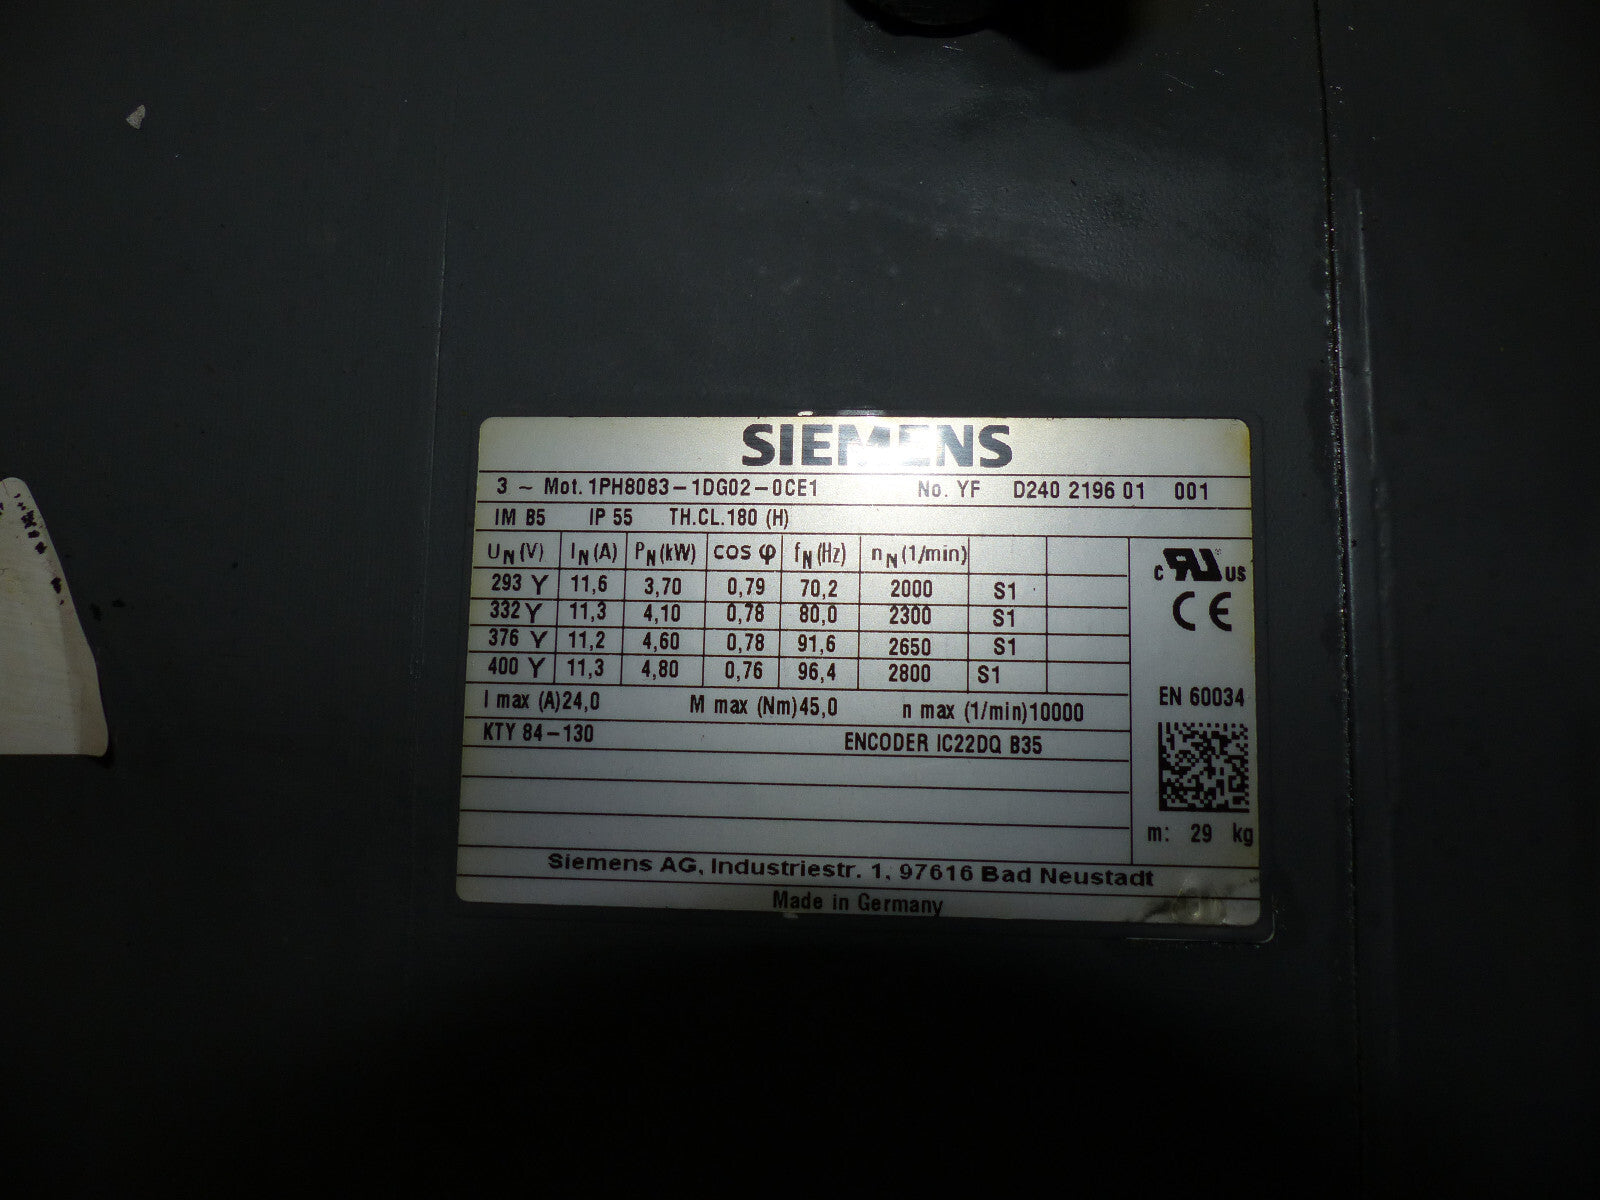 SIEMENS
3 ~ Mot. 1PH8083-1DG02-0CE1 No. YF D240 2196 01 001
IM B5 IP 55 TH.CL.180 (H)
UN (V) IN (A) PN (kW) cos φ fN (Hz) nN (1/min)
293 Y 11,6 3,70 0,79 70,2 2000 S1
332 Y 11,3 4,10 0,78 80,0 2300 S1
376 Y 11,2 4,60 0,78 91,6 2650 S1
400 Y 11,3 4,80 0,76 96,4 2800 S1
I max (A)24,0 M max (Nm)45,0 n max (1/min)10000
KTY 84-130 ENCODER IC22DQ B35
c RU US
CE
EN 60034
m: 29 kg
Siemens AG, Industriestr. 1, 97616 Bad Neustadt
Made in Germany